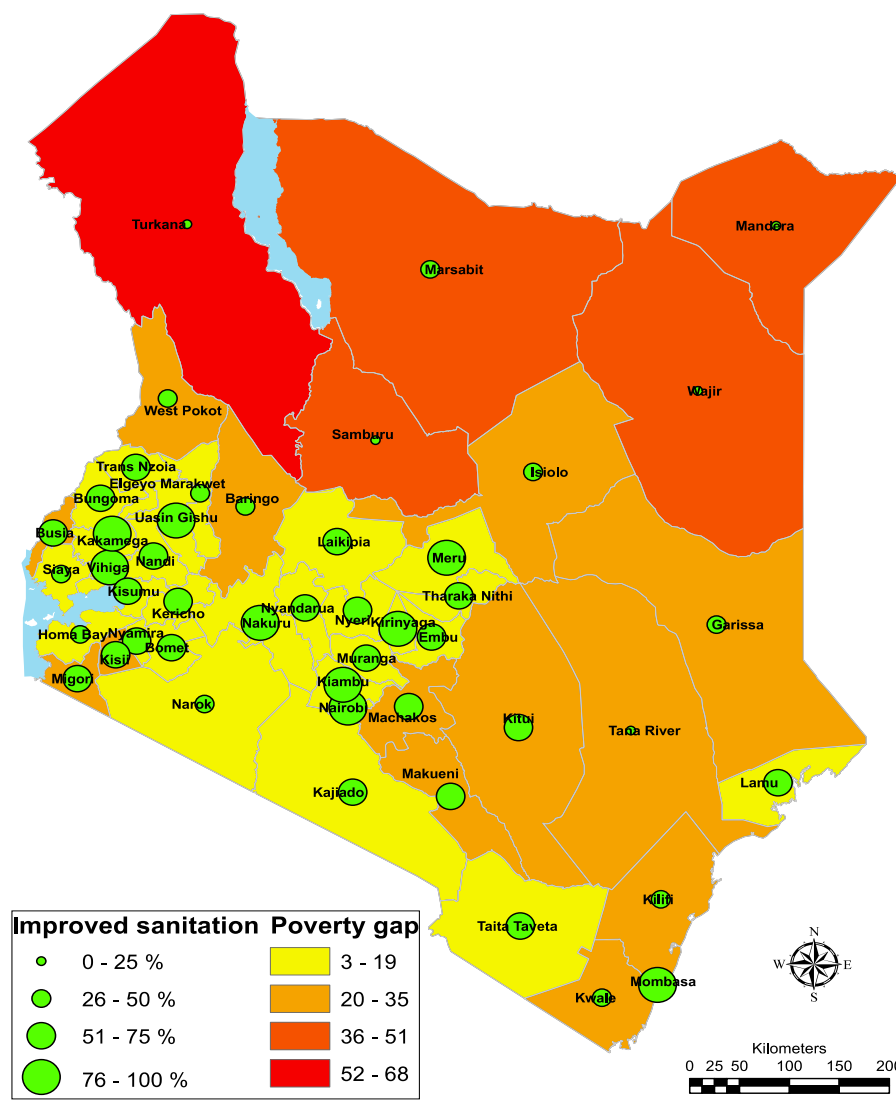 Turkana
Marsabit
Mandera
Wajir
West Pokot
Samburu
Isiolo
Trans Nzoia
Elgeyo Marakwet
Baringo
Bungoma
Uasin Gishu
Busia
Kakamega
Laikipia
Nandi
Meru
Siaya
Vihiga
Kisumu
Tharaka Nithi
Kericho
Nyandarua
Nyeri
Kirinyaga
Nakuru
Garissa
Homa Bay
Nyamira
Embu
Bomet
Kisii
Muranga
Migori
Kiambu
Narok
Nairobi
Machakos
Kitui
Tana River
Makueni
Lamu
Kajiado
Kilifi
Taita Taveta
Mombasa
Kwale
Improved sanitation Poverty gap
0 - 25 % 3 - 19
26 - 50 % 20 - 35
51 - 75 % 36 - 51
76 - 100 % 52 - 68
N
W E
S
Kilometers
0 25 50 100 150 200